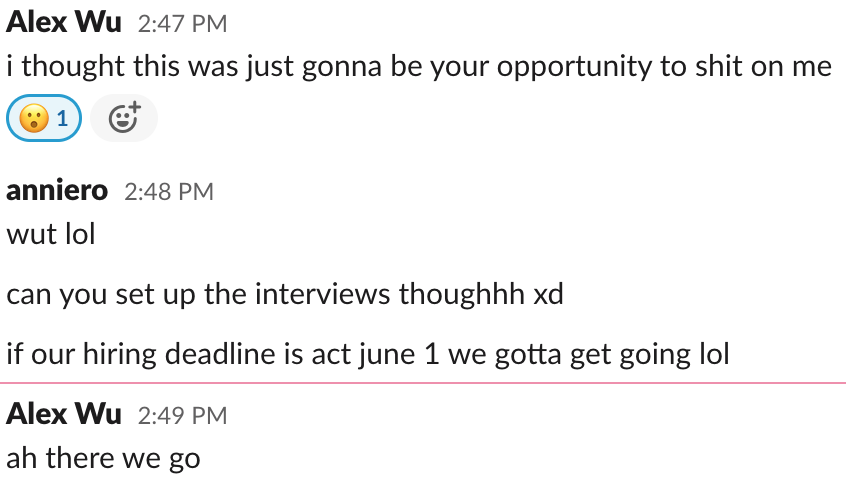 Alex Wu 2:47 PM
i thought this was just gonna be your opportunity to shit on me
😮 1
anniero 2:48 PM
wut lol
can you set up the interviews thoughhh xd
if our hiring deadline is act june 1 we gotta get going lol
Alex Wu 2:49 PM
ah there we go